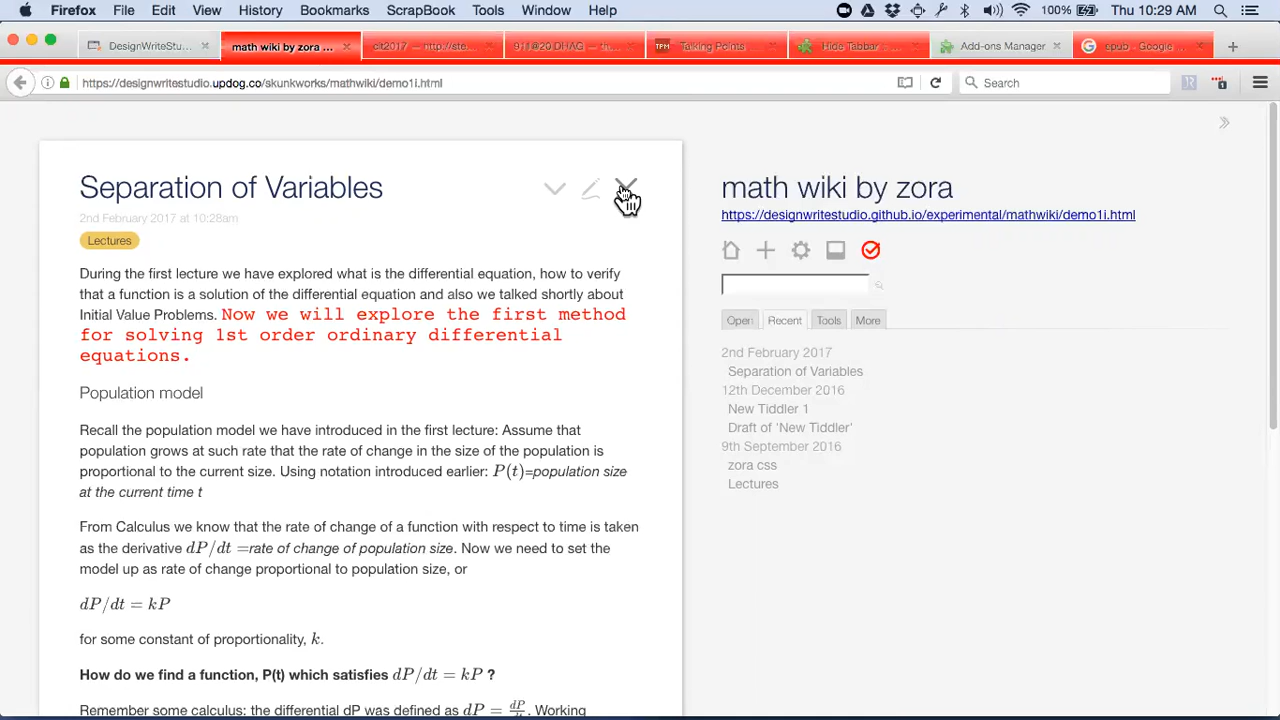 Firefox File Edit View History Bookmarks ScrapBook Tools Window Help 100% Thu 10:29 AM
DesignWriteStu... math wiki by zora ... elt2017 — http://ste... 911@20 DHAG — ... TPM Talking Points Hide Tabbar Add-ons Manager epub - Google ...
https://designwritestudio.updog.co/skunkworks/mathwiki/demo1i.html Search
Separation of Variables
2nd February 2017 at 10:28am
Lectures
During the first lecture we have explored what is the differential equation, how to verify
that a function is a solution of the differential equation and also we talked shortly about
Initial Value Problems. Now we will explore the first method
for solving 1st order ordinary differential
equations.
Population model
Recall the population model we have introduced in the first lecture: Assume that
population grows at such rate that the rate of change in the size of the population is
proportional to the current size. Using notation introduced earlier: P(t)=population size
at the current time t
From Calculus we know that the rate of change of a function with respect to time is taken
as the derivative dP/dt =rate of change of population size. Now we need to set the
model up as rate of change proportional to population size, or
dP/dt = kP
for some constant of proportionality, k.
How do we find a function, P(t) which satisfies dP/dt = kP ?
Remember some calculus: the differential dP was defined as dP = dP/dt. Working
math wiki by zora
https://designwritestudio.github.io/experimental/mathwiki/demo1i.html
Open Recent Tools More
2nd February 2017
Separation of Variables
12th December 2016
New Tiddler 1
Draft of 'New Tiddler'
9th September 2016
zora css
Lectures